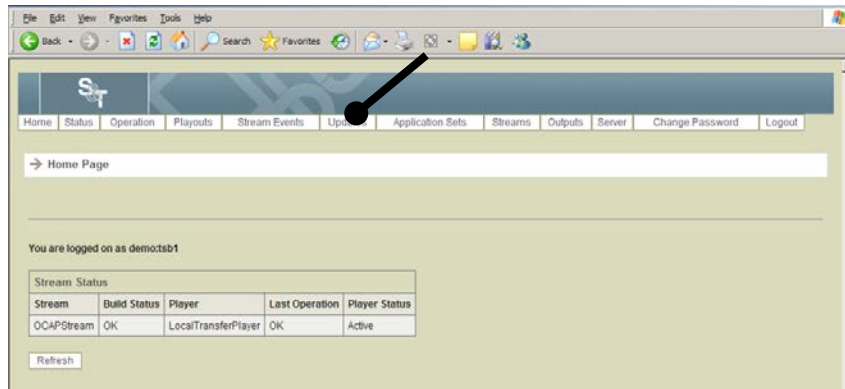 File Edit View Favorites Tools Help
Back Search Favorites
S&T
Home Status Operation Playouts Stream Events Updates Application Sets Streams Outputs Server Change Password Logout
Home Page
You are logged on as demo:tsb1
Stream Status
Stream Build Status Player Last Operation Player Status
OCAPStream OK LocalTransferPlayer OK Active
Refresh